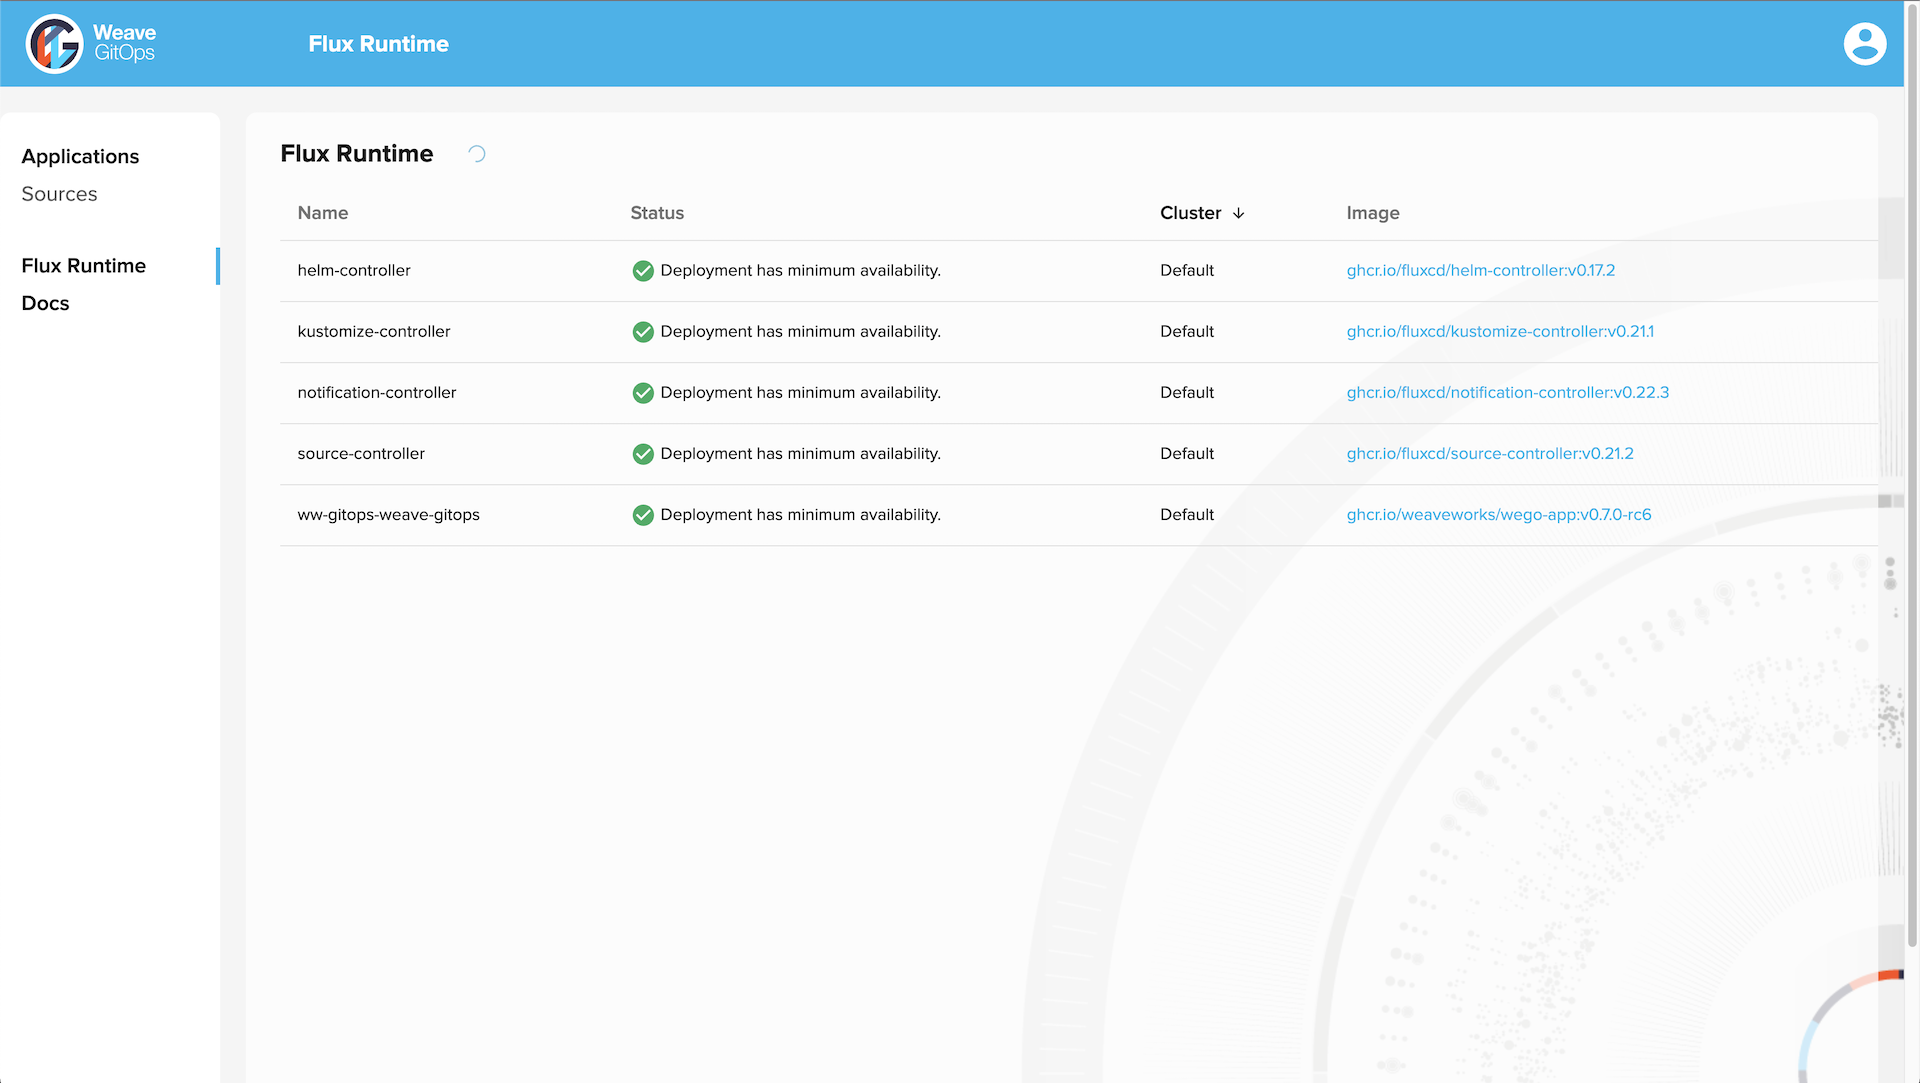 Weave
GitOps
Flux Runtime
Applications
Sources
Flux Runtime
Docs
Flux Runtime
Name Status Cluster Image
helm-controller Deployment has minimum availability. Default ghcr.io/fluxcd/helm-controller:v0.17.2
kustomize-controller Deployment has minimum availability. Default ghcr.io/fluxcd/kustomize-controller:v0.21.1
notification-controller Deployment has minimum availability. Default ghcr.io/fluxcd/notification-controller:v0.22.3
source-controller Deployment has minimum availability. Default ghcr.io/fluxcd/source-controller:v0.21.2
ww-gitops-weave-gitops Deployment has minimum availability. Default ghcr.io/weaveworks/wego-app:v0.7.0-rc6